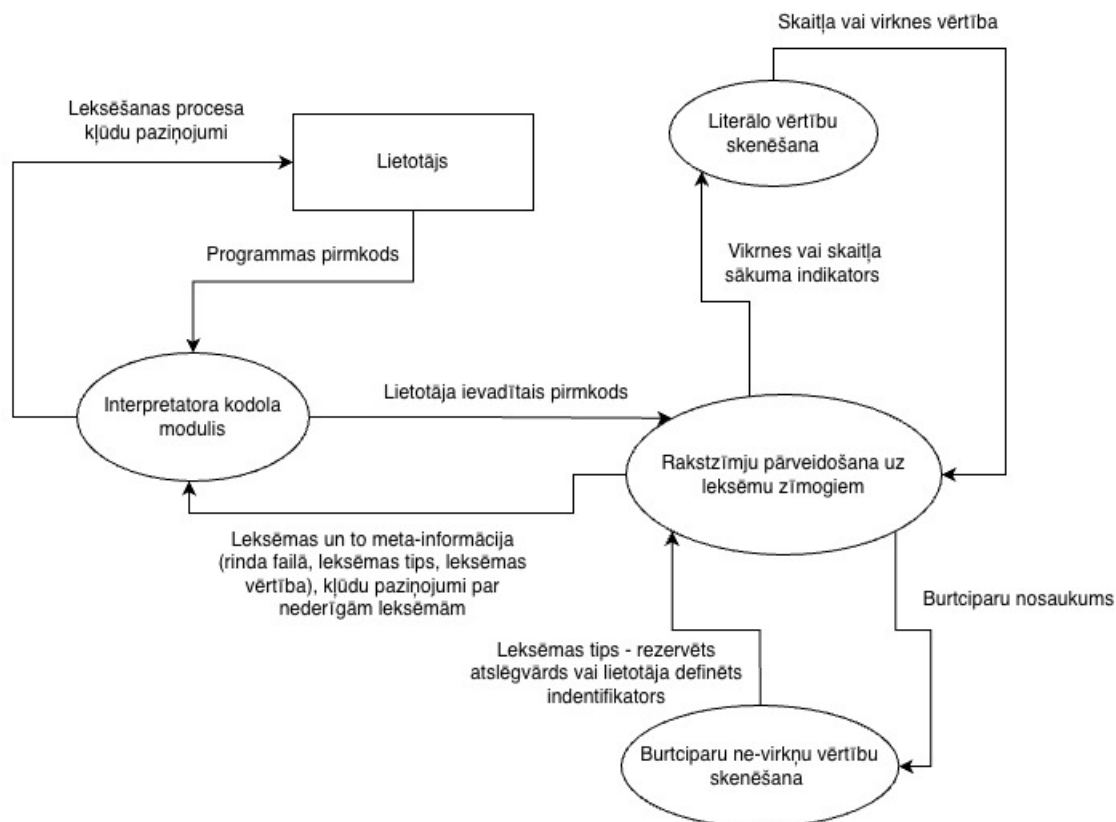 Skaitļa vai virknes vērtība
Leksēšanas procesa
kļūdu paziņojumi
Literālo vērtību
skenēšana
Lietotājs
Programmas pirmkods
Vikrnes vai skaitļa
sākuma indikators
Interpretatora kodola
modulis
Lietotāja ievadītais pirmkods
Rakstzīmju pārveidošana uz
leksēmu zīmogiem
Leksēmas un to meta-informācija
(rinda failā, leksēmas tips, leksēmas
vērtība), kļūdu paziņojumi par
nederīgām leksēmām
Burtciparu nosaukums
Leksēmas tips - rezervēts
atslēgvārds vai lietotāja definēts
indentifikators
Burtciparu ne-virkņu vērtību
skenēšana